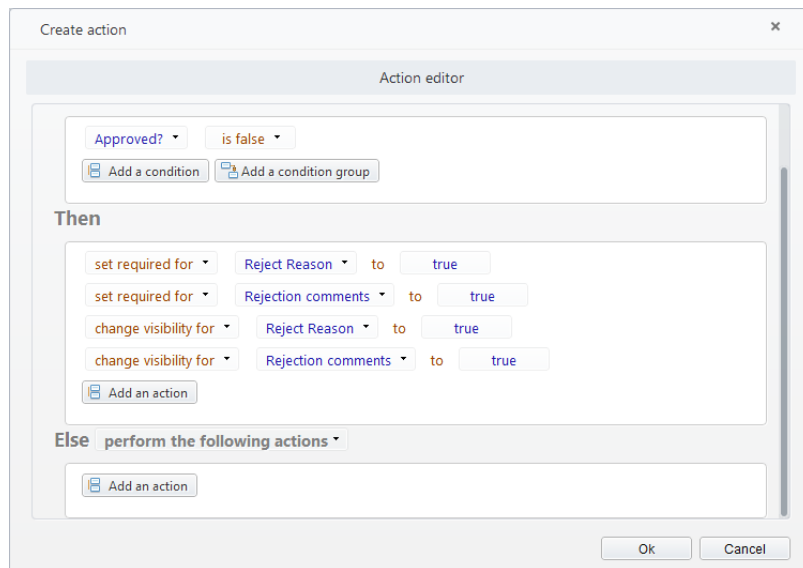 Create action
Action editor
Approved? is false
Add a condition Add a condition group
Then
set required for Reject Reason to true
set required for Rejection comments to true
change visibility for Reject Reason to true
change visibility for Rejection comments to true
Add an action
Else perform the following actions
Add an action
Ok Cancel